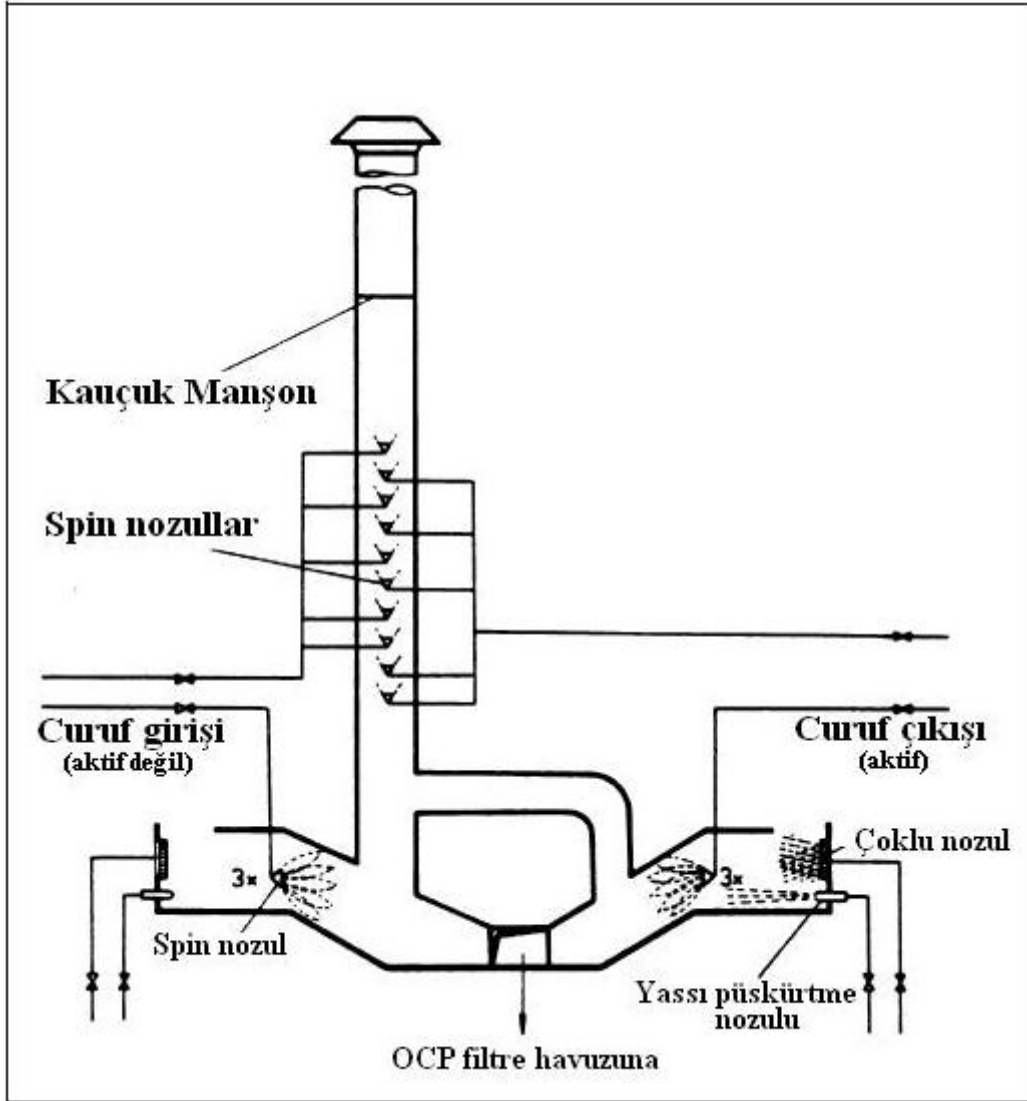 Kauçuk Manşon
Spin nozullar
Curuf girişi
(aktif değil)
Curuf çıkışı
(aktif)
Çoklu nozul
3x
3x
Spin nozul
Yassı püskürtme
nozulu
OCP filtre havuzuna